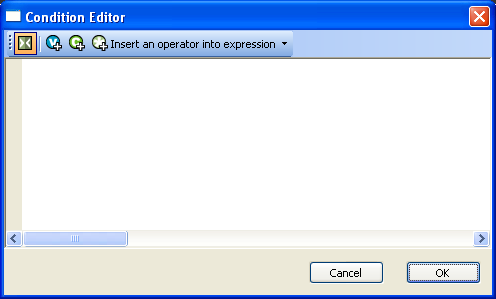 Condition Editor
V C Insert an operator into expression
Cancel OK